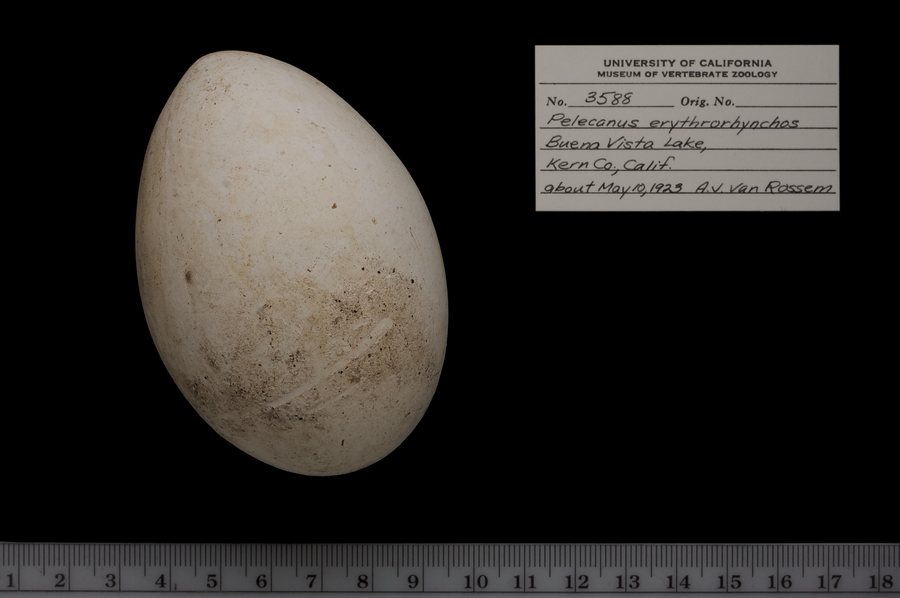 UNIVERSITY OF CALIFORNIA
MUSEUM OF VERTEBRATE ZOOLOGY
No. 3588 Orig. No.
Pelecanus erythrorhynchos
Buena Vista Lake,
Kern Co., Calif.
about May 10, 1923 A.J. Van Rossem
1 2 3 4 5 6 7 8 9 10 11 12 13 14 15 16 17 18